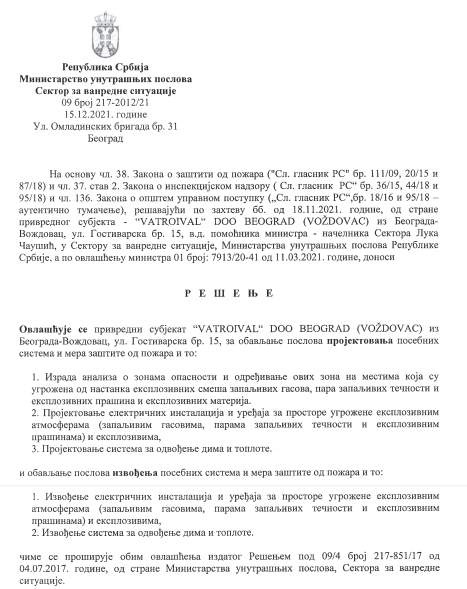 Република Србија
Министарство унутрашњих послова
Сектор за ванредне ситуације
09 број 217-2012/21
15.12.2021. године
Ул. Омладинских бригада бр. 31
Београд
На основу чл. 38. Закона о заштити од пожара ("Сл. гласник РС" бр. 111/09, 20/15 и
87/18) и чл. 37. став 2. Закона о инспекцијском надзору ( Сл. гласник РС“ бр. 36/15, 44/18 и
95/18) и чл. 136. Закона о општем управном поступку („Сл. гласник РС“,бр. 18/16 и 95/18 –
аутентично тумачење), решавајући по захтеву бб. од 18.11.2021. године, од стране
привредног субјекта - “VATROIVAL“ DOO BEOGRAD (VOŽDOVAC) из Београда-
Вождовац, ул. Гостиварска бр. 15, в.д. помоћника министра - начелника Сектора Лука
Чаушић, у Сектору за ванредне ситуације, Министарства унутрашњих послова Републике
Србије, а по овлашћењу министра 01 број: 7913/20-41 од 11.03.2021. године, доноси
Р Е Ш Е Њ Е
Овлашћује се привредни субјекат “VATROIVAL“ DOO BEOGRAD (VOŽDOVAC) из
Београда-Вождовац, ул. Гостиварска бр. 15, за обављање послова пројектовања посебних
система и мера заштите од пожара и то:
1. Израда анализа о зонама опасности и одређивање ових зона на местима која су
угрожена од настанка експлозивних смеша запаљивих гасова, пара запаљивих течности и
експлозивних прашина и експлозивних материја.
2. Пројектовање електричних инсталација и уређаја за просторе угрожене експлозивним
атмосферама (запаљивим гасовима, парама запаљивих течности и експлозивним
прашинама) и експлозивима,
3. Пројектовање система за одвођење дима и топлоте.
и обављање послова извођења посебних система и мера заштите од пожара и то:
1. Извођење електричних инсталација и уређаја за просторе угрожене експлозивним
атмосферама (запаљивим гасовима, парама запаљивих течности и експлозивним
прашинама) и експлозивима,
2. Извођење система за одвођење дима и топлоте.
чиме се проширује обим овлашћења издатог Решењем под 09/4 број 217-851/17 од
04.07.2017. године, од стране Министарства унутрашњих послова, Сектора за ванредне
ситуације.